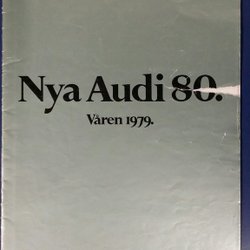 Nya Audi 80.
Våren 1979.